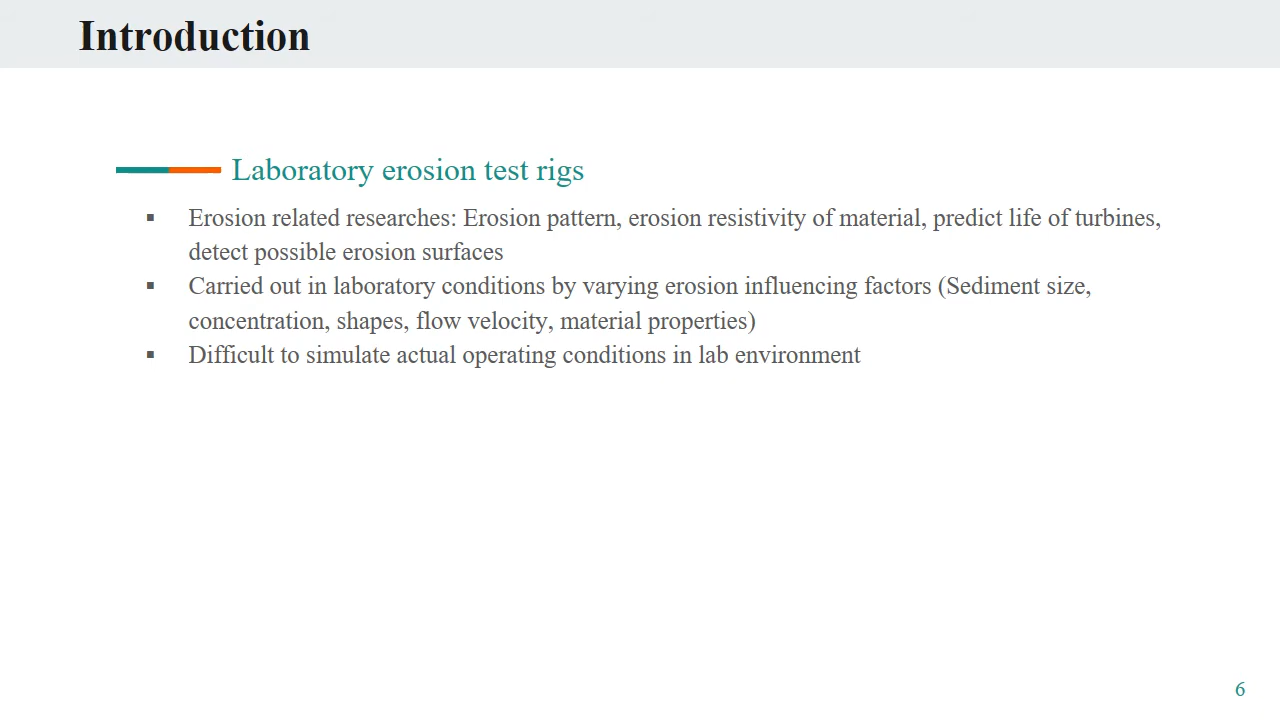 Introduction
Laboratory erosion test rigs
▪ Erosion related researches: Erosion pattern, erosion resistivity of material, predict life of turbines,
detect possible erosion surfaces
▪ Carried out in laboratory conditions by varying erosion influencing factors (Sediment size,
concentration, shapes, flow velocity, material properties)
▪ Difficult to simulate actual operating conditions in lab environment
6